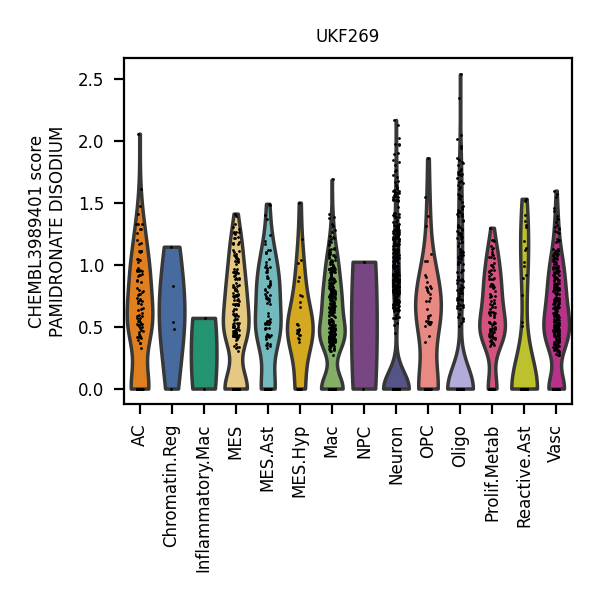 UKF269
CHEMBL3989401 score
PAMIDRONATE DISODIUM
2.5
2.0
1.5
1.0
0.5
0.0
AC
Chromatin.Reg
Inflammatory.Mac
MES
MES.Ast
MES.Hyp
Mac
NPC
Neuron
OPC
Oligo
Prolif.Metab
Reactive.Ast
Vasc